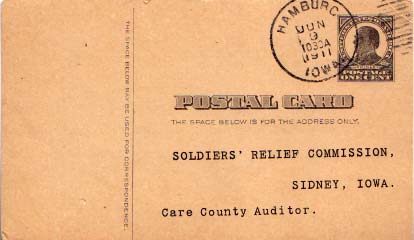 HAMBURG
JUN
9
1030A
1911
IOWA
POSTAGE
ONE CENT
POSTAL CARD
THE SPACE BELOW IS FOR THE ADDRESS ONLY.
THE SPACE BELOW MAY BE USED FOR CORRESPONDENCE.
SOLDIERS' RELIEF COMMISSION,
SIDNEY, IOWA.
Care County Auditor.